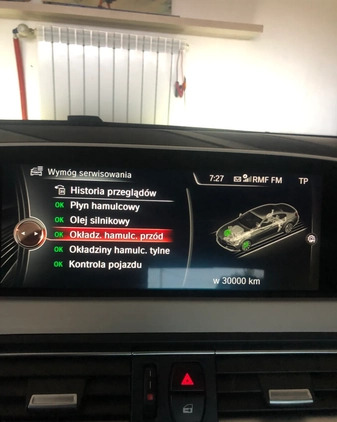 Wymóg serwisowania
7:27 RMF FM TP
Historia przeglądów
OK Płyn hamulcowy
OK Olej silnikowy
OK Okładz. hamulc. przód
OK Okładziny hamulc. tylne
OK Kontrola pojazdu
w 30000 km